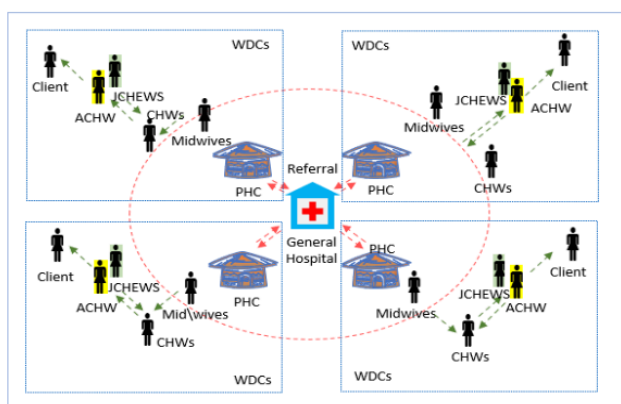 WDCs
Client
JCHEWS
ACHW
CHWs
Midwives
PHC
WDCs
Client
JCHEWS
ACHW
Midwives
CHWs
PHC
Referral
General
Hospital
Client
JCHEWS
ACHW
Mid\wives
CHWs
PHC
WDCs
PHC
Client
JCHEWS
ACHW
Midwives
CHWs
WDCs